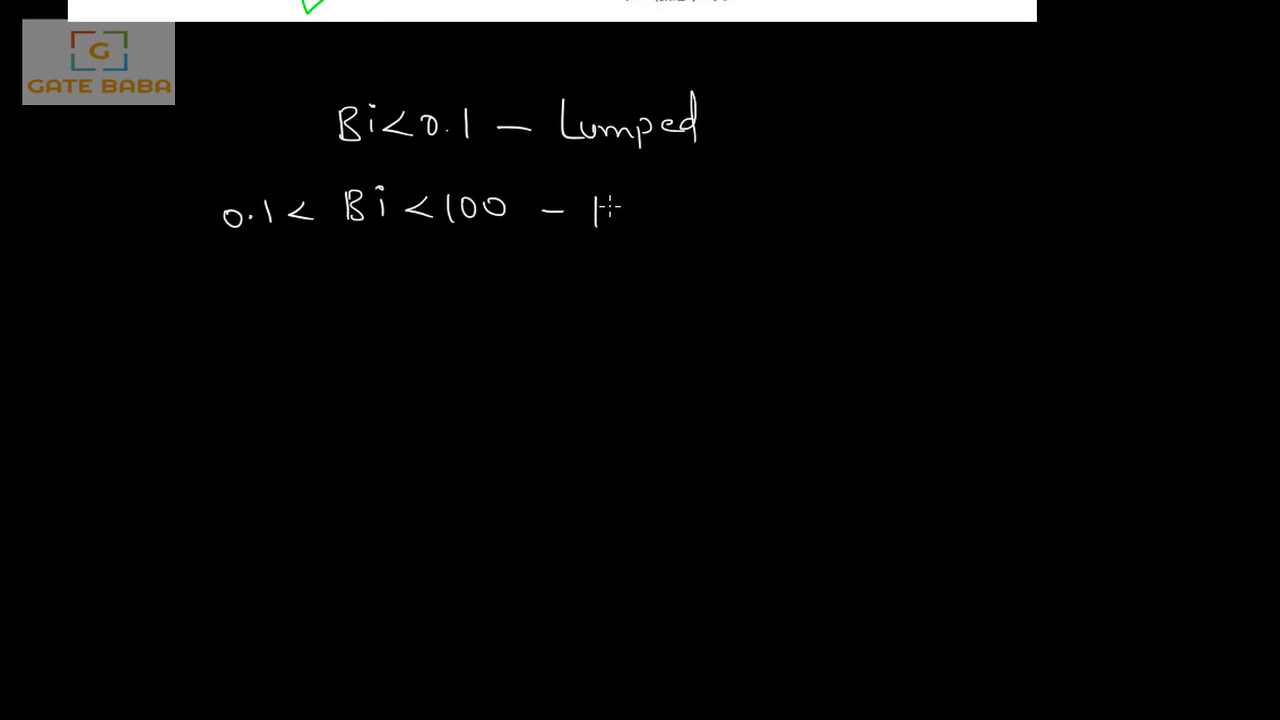 GATE BABA
Bi<0.1 — Lumped
0.1 < Bi < 100 –